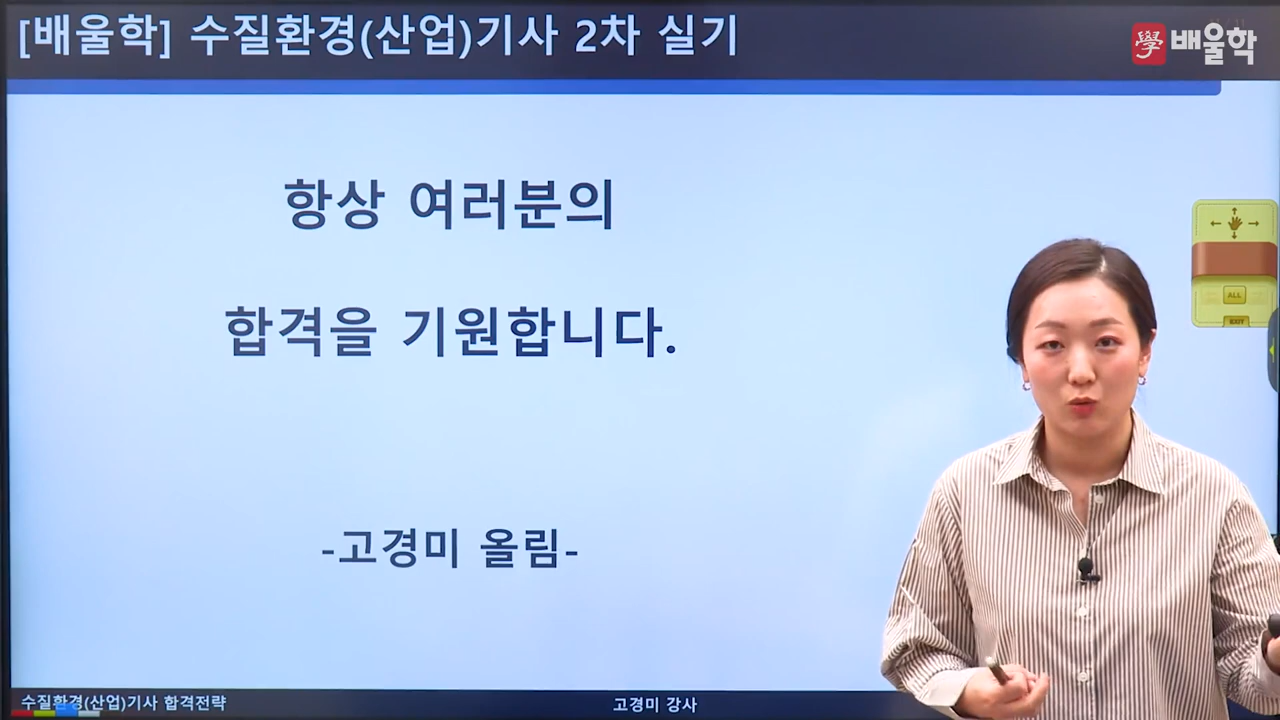 [배울학] 수질환경(산업)기사 2차 실기
學 배울학
항상 여러분의
합격을 기원합니다.
-고경미 올림-
ALL
EXIT
수질환경(산업)기사 합격전략
고경미 강사